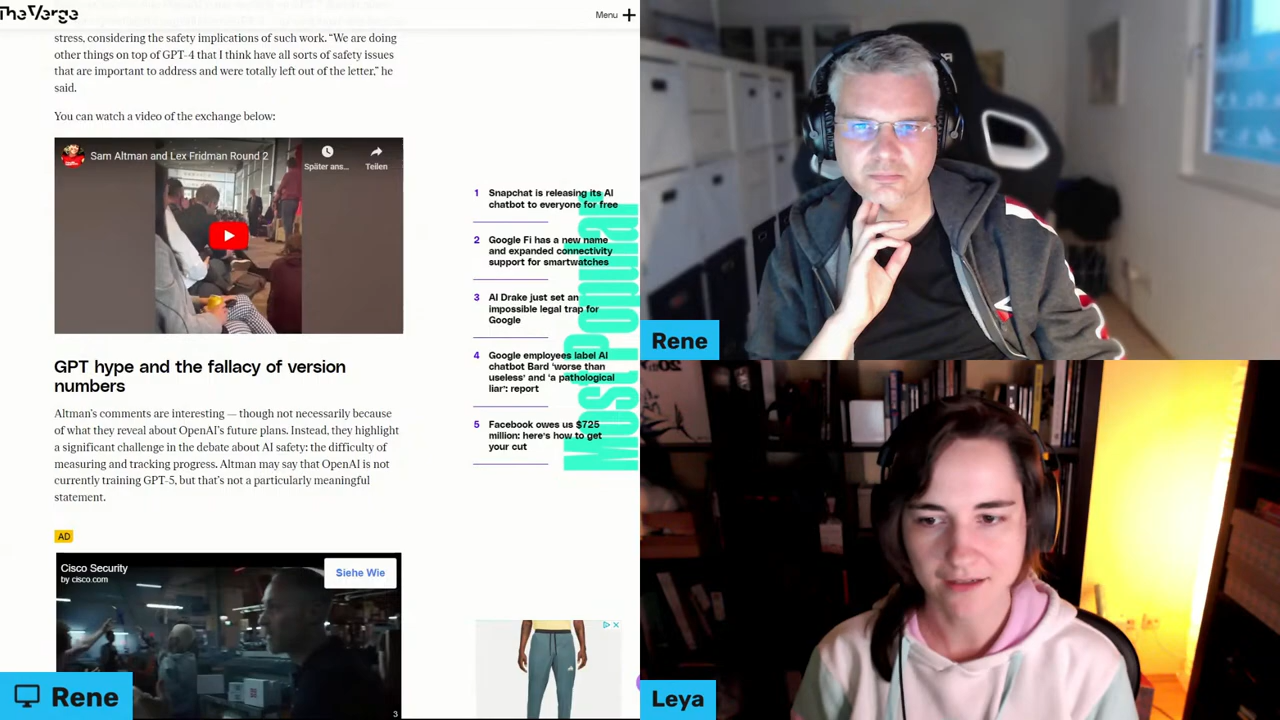 TheVerge
Menu
stress, considering the safety implications of such work. “We are doing
other things on top of GPT-4 that I think have all sorts of safety issues
that are important to address and were totally left out of the letter,” he
said.
You can watch a video of the exchange below:
Sam Altman and Lex Fridman Round 2
Später ans...
Teilen
GPT hype and the fallacy of version
numbers
Altman’s comments are interesting — though not necessarily because
of what they reveal about OpenAI’s future plans. Instead, they highlight
a significant challenge in the debate about AI safety: the difficulty of
measuring and tracking progress. Altman may say that OpenAI is not
currently training GPT-5, but that’s not a particularly meaningful
statement.
AD
Cisco Security
by cisco.com
Siehe Wie
3
Most Popular
1 Snapchat is releasing its AI
chatbot to everyone for free
2 Google Fi has a new name
and expanded connectivity
support for smartwatches
3 AI Drake just set an
impossible legal trap for
Google
4 Google employees label AI
chatbot Bard ‘worse than
useless’ and ‘a pathological
liar’: report
5 Facebook owes us $725
million: here’s how to get
your cut
Rene
Rene
Leya